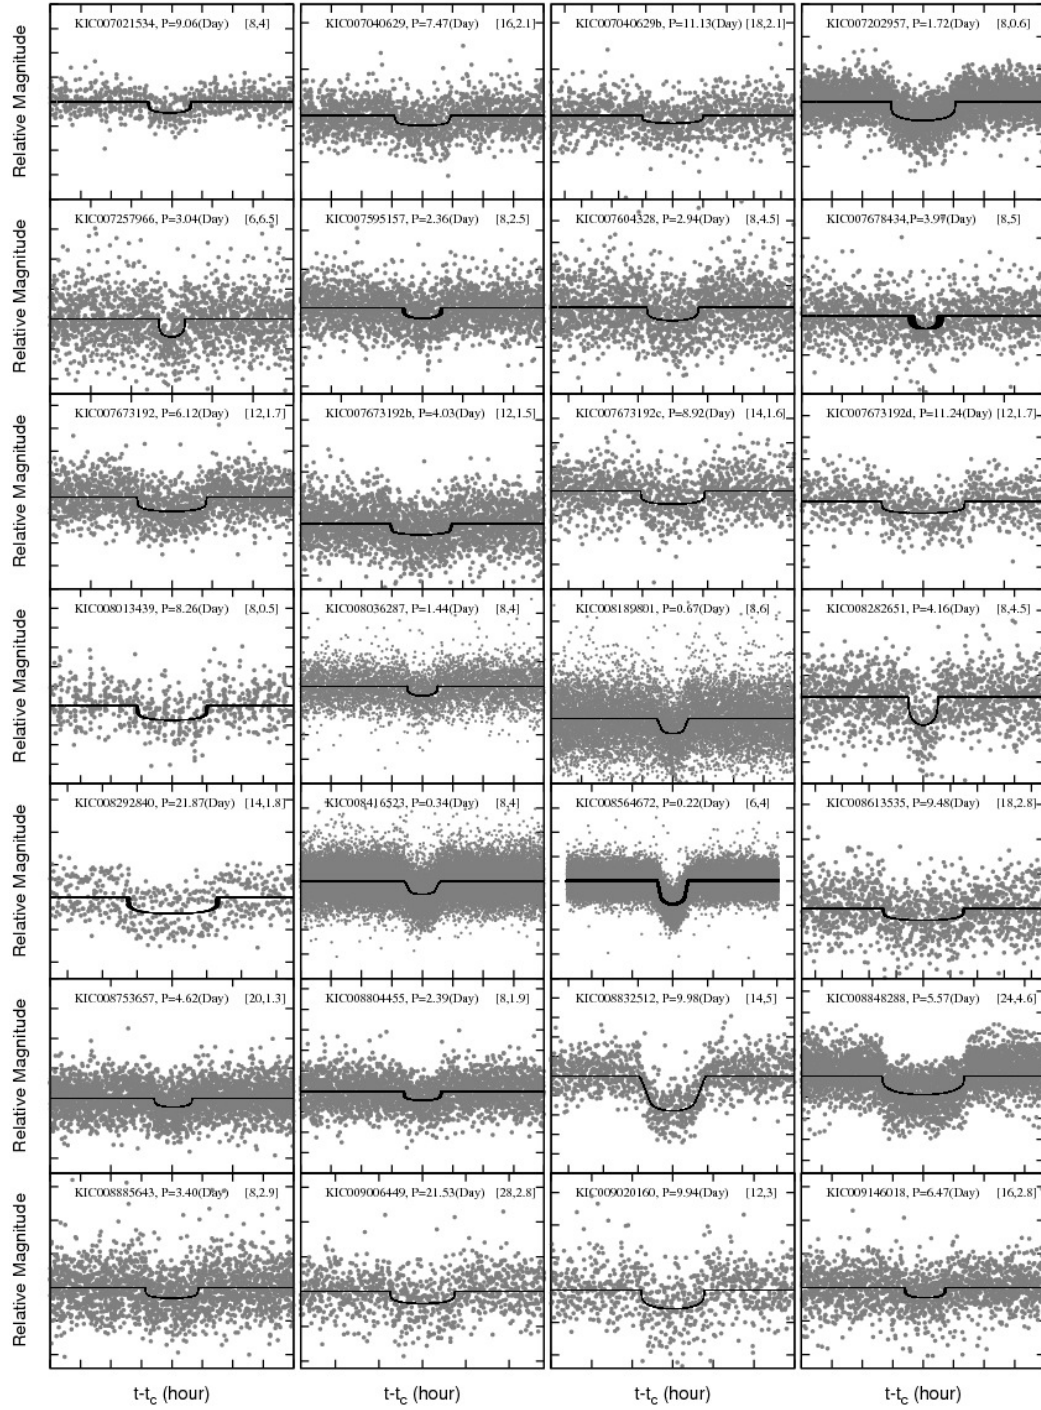 Relative Magnitude
KIC007021534, P=9.06(Day) [8,4]
KIC007040629, P=7.47(Day) [16,2.1]
KIC007040629b, P=11.13(Day) [18,2.1]
KIC007202957, P=1.72(Day) [8,0.6]
Relative Magnitude
KIC007257966, P=3.04(Day) [6,6.5]
KIC007595157, P=2.36(Day) [8,2.5]
KIC007604328, P=2.94(Day) [8,4.5]
KIC007678434,P=3.97(Day) [8,5]
Relative Magnitude
KIC007673192, P=6.12(Day) [12,1.7]
KIC007673192b, P=4.03(Day) [12,1.5]
KIC007673192c, P=8.92(Day) [14,1.6]
KIC007673192d, P=11.24(Day) [12,1.7]
Relative Magnitude
KIC008013439, P=8.26(Day) [8,0.5]
KIC008036287, P=1.44(Day) [8,4]
KIC008189801, P=0.67(Day) [8,6]
KIC008282651, P=4.16(Day) [8,4.5]
Relative Magnitude
KIC008292840, P=21.87(Day) [14,1.8]
KIC008416523, P=0.34(Day) [8,4]
KIC008564672, P=0.22(Day) [6,4]
KIC008613535, P=9.48(Day) [18,2.8]
Relative Magnitude
KIC008753657, P=4.62(Day) [20,1.3]
KIC008804455, P=2.39(Day) [8,1.9]
KIC008832512, P=9.98(Day) [14,5]
KIC008848288, P=5.57(Day) [24,4.6]
Relative Magnitude
KIC008885643, P=3.40(Day) [8,2.9]
KIC009006449, P=21.53(Day) [28,2.8]
KIC009020160, P=9.94(Day) [12,3]
KIC009146018, P=6.47(Day) [16,2.8]
t-t_c (hour)
t-t_c (hour)
t-t_c (hour)
t-t_c (hour)